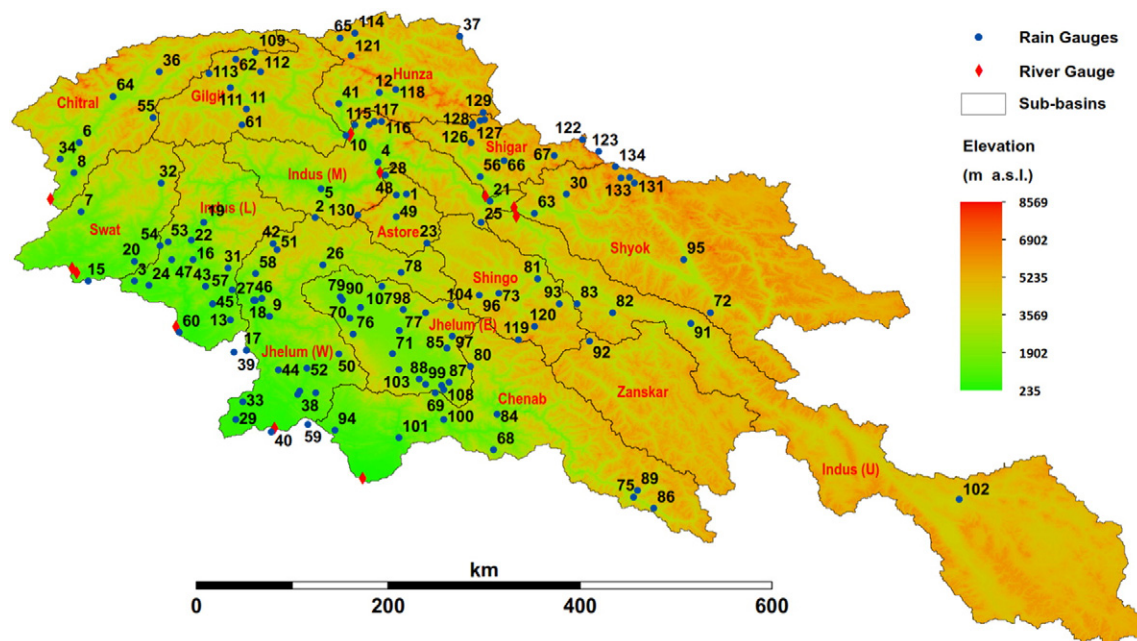 65 114 37
109 121
36 62 Hunza
113 112 12
64 Chitral Gilgit 111 11 41 118
55 61 115 117 129
6 116 128 127 122 123
34 10 126 Shigar
8 4 67 134
32 Indus (M) 28 56 66 133 131
7 5 48 1 21 30
19 Indus (L) 2 130 49 25 63
Swat 42 Astore 23 Shyok
54 53 22 51 95
20 16 31 26 78 Shingo 81
15 3 24 47 43 57 58 79 90 73
27 46 107 98 104 96 93 83 82 72
45 18 9 70 76 Jhelum (B) 120
60 13 77 119 91
17 71 85 97 92
39 Jhelum (W) 50 80
44 52 88 99 87 Zanskar
103 108 Chenab
33 38 69 84
29 94 100
40 59 101 68
Indus (U)
75 89 102
86
Rain Gauges
River Gauge
Sub-basins
Elevation
(m a.s.l.)
8569
6902
5235
3569
1902
235
km
0 200 400 600